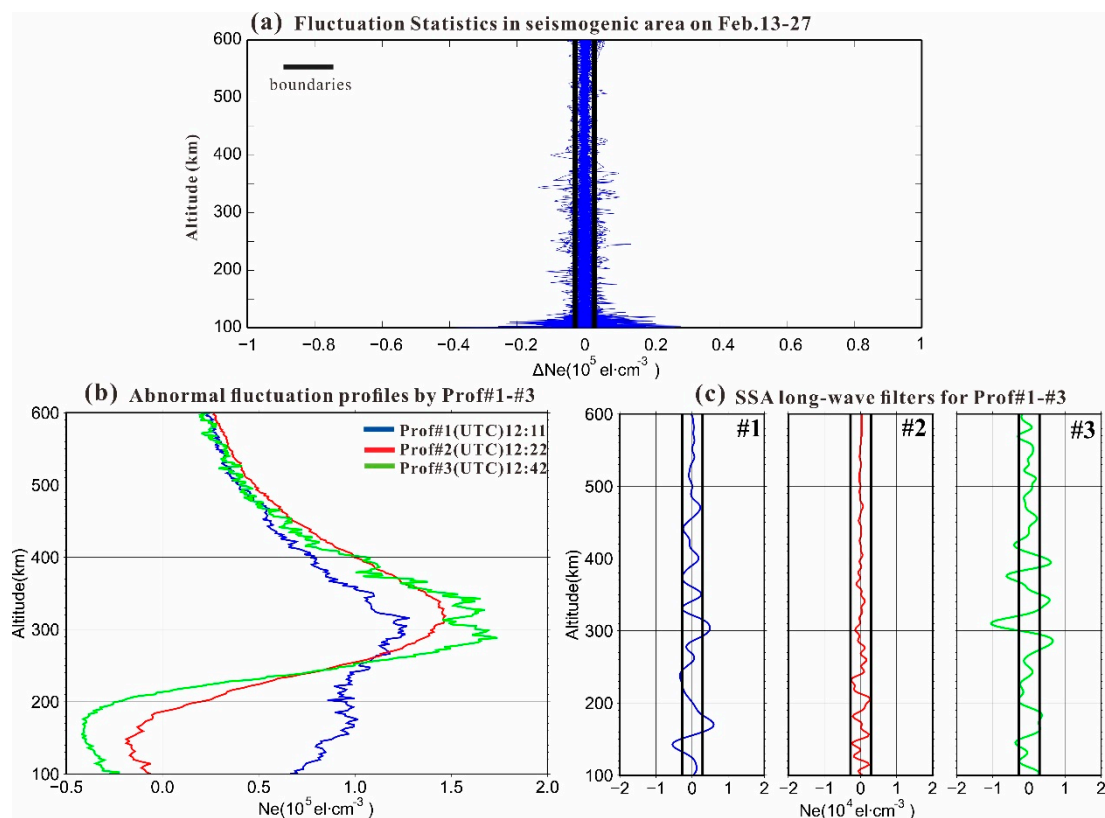 (a) Fluctuation Statistics in seismogenic area on Feb.13-27
600
500
400
300
200
100
Altitude (km)
boundaries
−1 −0.8 −0.6 −0.4 −0.2 0 0.2 0.4 0.6 0.8 1
ΔNe(10⁵ el·cm⁻³)
(b) Abnormal fluctuation profiles by Prof#1-#3
600
500
400
300
200
100
Altitude(km)
Prof#1(UTC)12:11
Prof#2(UTC)12:22
Prof#3(UTC)12:42
−0.5 0.0 0.5 1.0 1.5 2.0
Ne(10⁵el·cm⁻³)
(c) SSA long-wave filters for Prof#1-#3
600
500
400
300
200
100
Altitude(km)
#1
#2
#3
−2 −1 0 1 2
−2 −1 0 1 2
−2 −1 0 1 2
Ne(10⁴el·cm⁻³)